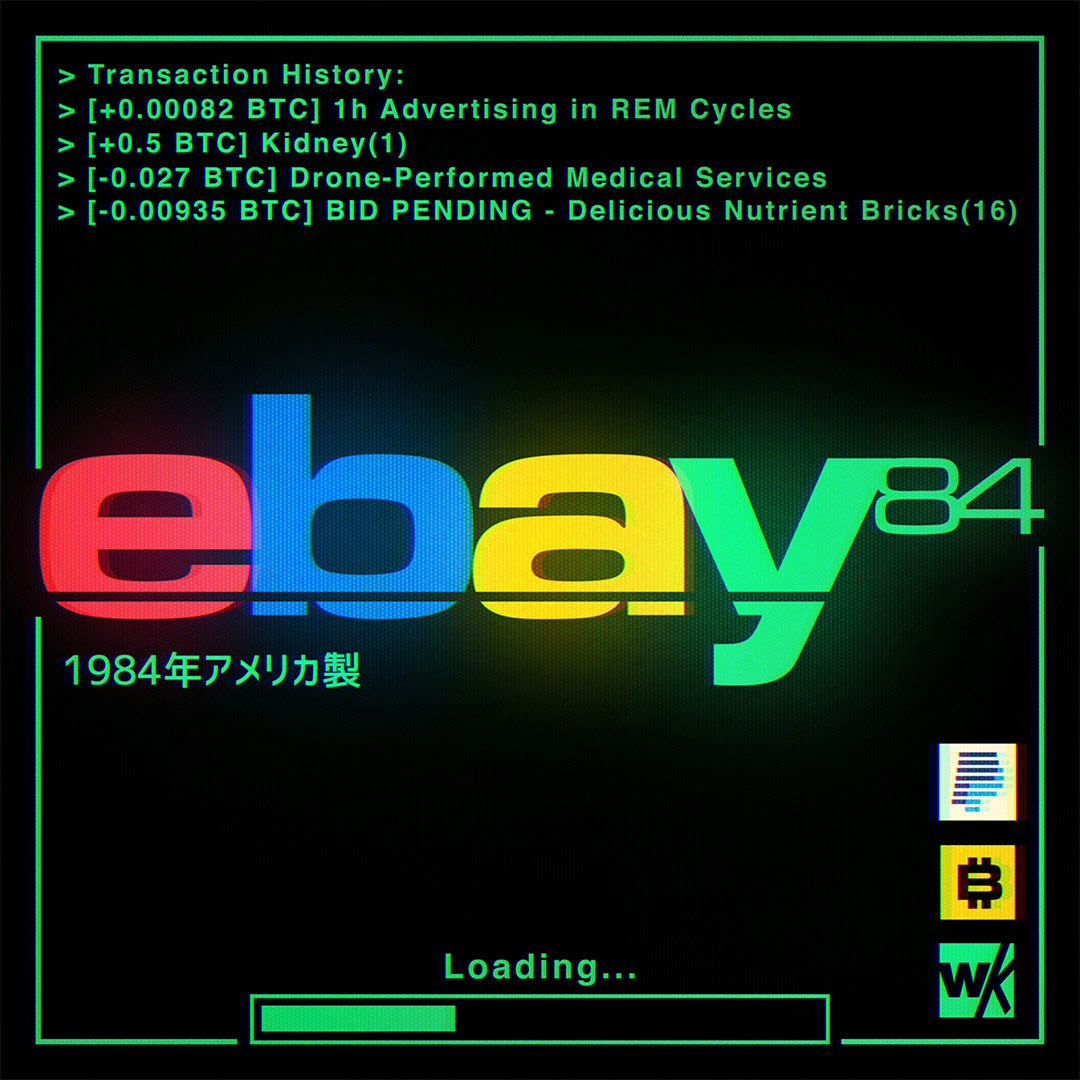 > Transaction History:
> [+0.00082 BTC] 1h Advertising in REM Cycles
> [+0.5 BTC] Kidney(1)
> [-0.027 BTC] Drone-Performed Medical Services
> [-0.00935 BTC] BID PENDING - Delicious Nutrient Bricks(16)
ebay84
1984年アメリカ製
P
B
WK
Loading...